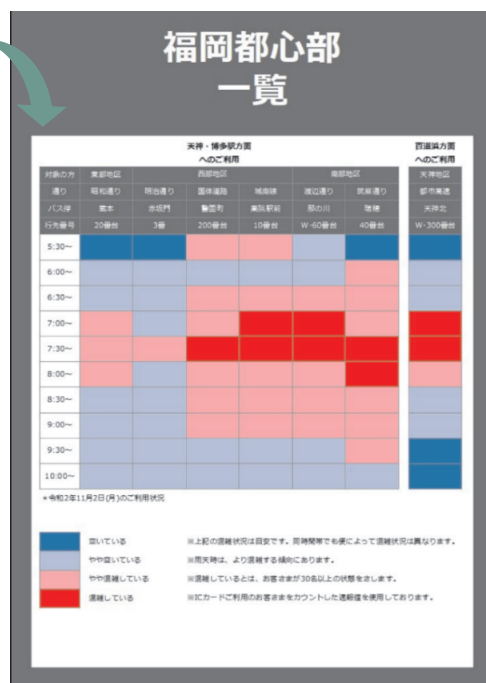 福岡都心部
一覧
天神・博多駅方面
へのご利用
百道浜方面
へのご利用
対象の方 東部地区 西部地区 南部地区 天神地区
通り 昭和通り 明治通り 国体道路 城南線 渡辺通り 筑紫通り 都市高速
バス停 蔵本 赤坂門 警固町 薬院駅前 那の川 瑞穂 天神北
行先番号 20番台 3番 200番台 10番台 W・60番台 40番台 W・300番台
5:30～
6:00～
6:30～
7:00～
7:30～
8:00～
8:30～
9:00～
9:30～
10:00～
＊令和2年11月2日(月)のご利用状況
空いている ※上記の混雑状況は目安です。同時間帯でも便によって混雑状況は異なります。
やや空いている ※雨天時は、より混雑する傾向にあります。
やや混雑している ※混雑しているとは、お客さまが30名以上の状態をさします。
混雑している ※ICカードご利用のお客さまをカウントした速報値を使用しております。